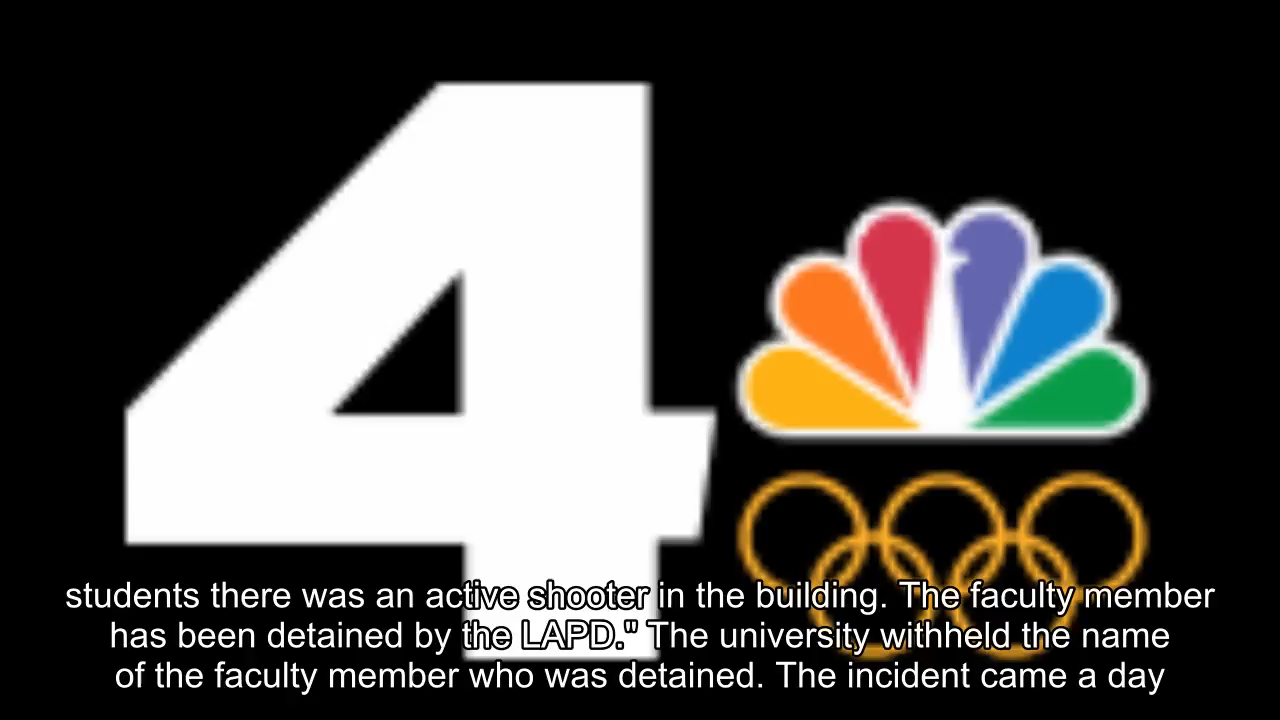 4
students there was an active shooter in the building. The faculty member
has been detained by the LAPD." The university withheld the name
of the faculty member who was detained. The incident came a day